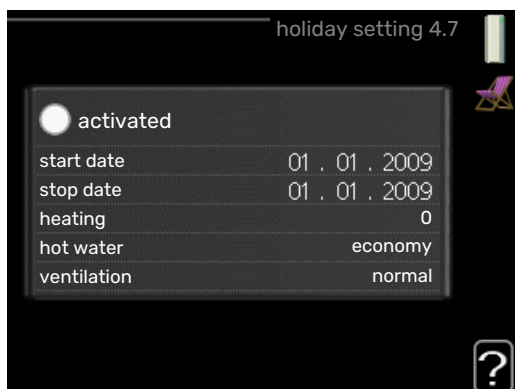 holiday setting 4.7
activated
start date 01 . 01 . 2009
stop date 01 . 01 . 2009
heating 0
hot water economy
ventilation normal
?